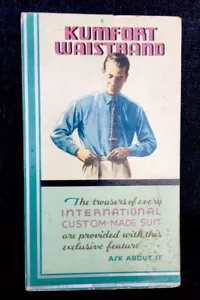 KUMFORT
WAISTBAND
The trousers of every
INTERNATIONAL
CUSTOM-MADE SUIT
are provided with this
exclusive feature
ASK ABOUT IT